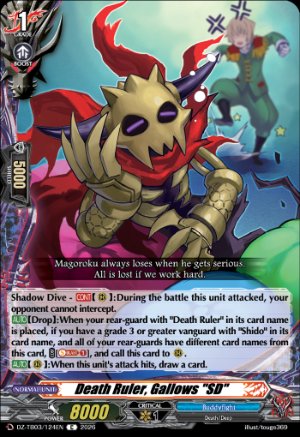 1
GRADE
BOOST
5000
SHIELD
Magoroku always loses when he gets serious.
All is lost if we work hard.
Shadow Dive - CONT[R]:During the battle this unit attacked, your
opponent cannot intercept.
AUTO[Drop]:When your rear-guard with "Death Ruler" in its card name
is placed, if you have a grade 3 or greater vanguard with "Shido" in its
card name, and all of your rear-guards have different card names from
this card, and call this card to
AUTO:When this unit's attack hits, draw a card.
NORMAL UNIT
Death Ruler, Gallows "SD"
POWER
8000
CRITICAL
1
Buddyfight
D-TB03/124EN C 2026
illust/tougo369